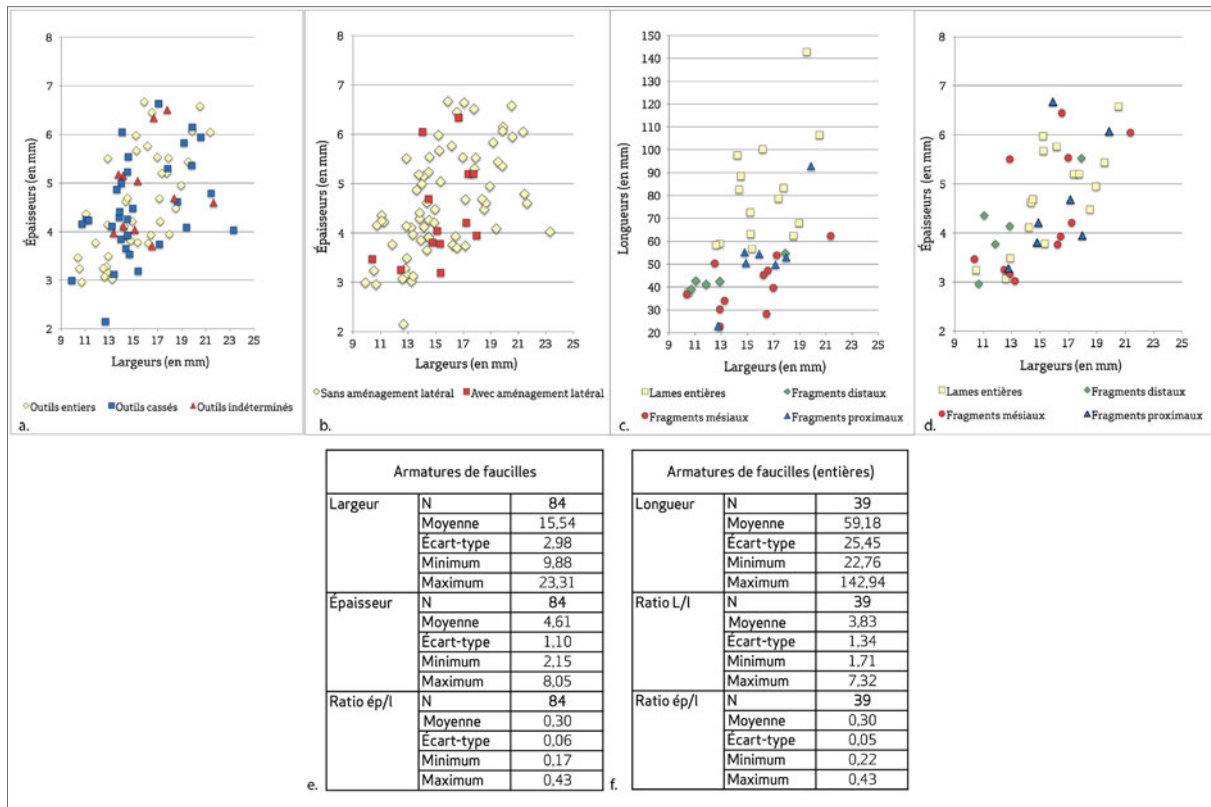 8
7
6
5
4
3
2
Épaisseurs (en mm)
9 11 13 15 17 19 21 23 25
Largeurs (en mm)
Outils entiers Outils cassés Outils indéterminés
a.
8
7
6
5
4
3
2
Épaisseurs (en mm)
9 11 13 15 17 19 21 23 25
Largeurs (en mm)
Sans aménagement latéral Avec aménagement latéral
b.
150
140
130
120
110
100
90
80
70
60
50
40
30
20
Longueurs (en mm)
9 11 13 15 17 19 21 23 25
Largeurs (en mm)
Lames entières Fragments distaux
Fragments mésiaux Fragments proximaux
c.
8
7
6
5
4
3
2
Épaisseurs (en mm)
9 11 13 15 17 19 21 23 25
Largeurs (en mm)
Lames entières Fragments distaux
Fragments mésiaux Fragments proximaux
d.
Armatures de faucilles
Largeur N 84
Moyenne 15,54
Écart-type 2,98
Minimum 9,88
Maximum 23,31
Épaisseur N 84
Moyenne 4,61
Écart-type 1,10
Minimum 2,15
Maximum 8,05
Ratio ép/l N 84
Moyenne 0,30
Écart-type 0,06
Minimum 0,17
Maximum 0,43
e.
Armatures de faucilles (entières)
Longueur N 39
Moyenne 59,18
Écart-type 25,45
Minimum 22,76
Maximum 142,94
Ratio L/l N 39
Moyenne 3,83
Écart-type 1,34
Minimum 1,71
Maximum 7,32
Ratio ép/l N 39
Moyenne 0,30
Écart-type 0,05
Minimum 0,22
Maximum 0,43
f.